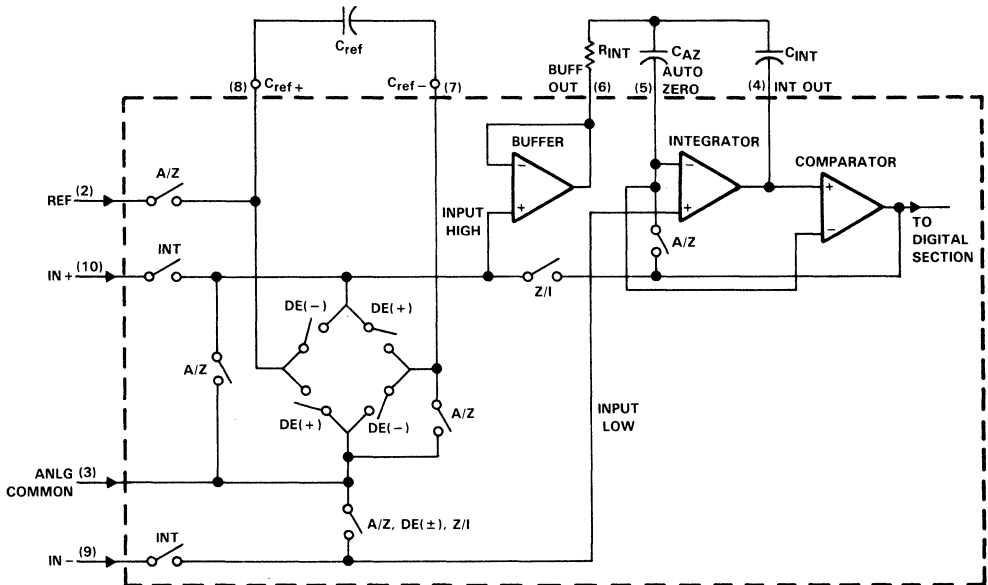 Cref
(8) Cref+
Cref− (7)
BUFF
OUT
RINT
(6)
CAZ
AUTO
ZERO
(5)
CINT
(4) INT OUT
BUFFER
−
+
INTEGRATOR
−
+
COMPARATOR
+
−
REF (2)
A/Z
INPUT
HIGH
A/Z
TO
DIGITAL
SECTION
IN+ (10)
INT
Z/I
DE(−)
DE(+)
A/Z
DE(+)
DE(−)
A/Z
INPUT
LOW
ANLG (3)
COMMON
A/Z, DE(±), Z/I
IN− (9)
INT